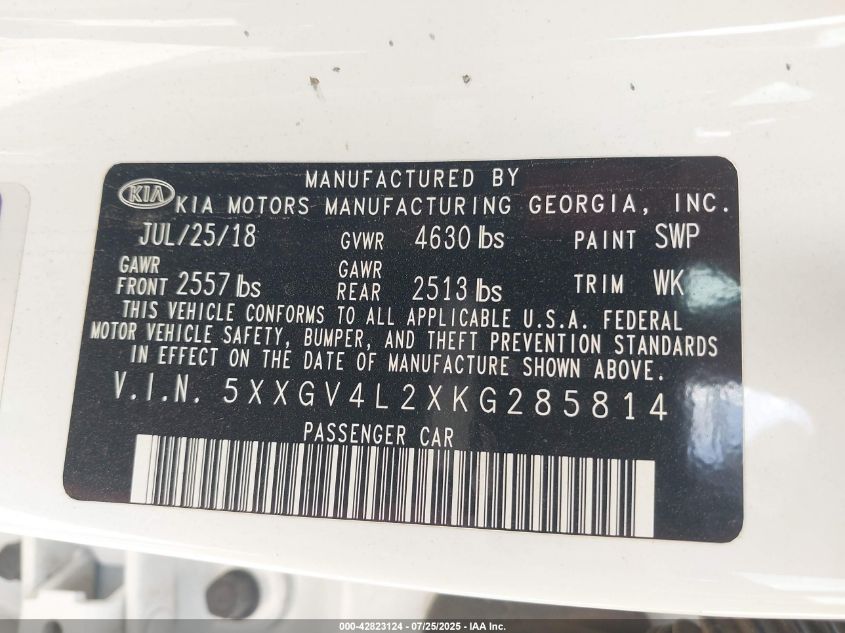 MANUFACTURED BY
KIA KIA MOTORS MANUFACTURING GEORGIA, INC.
JUL/25/18 GVWR 4630 lbs PAINT SWP
GAWR FRONT 2557 lbs GAWR REAR 2513 lbs TRIM WK
THIS VEHICLE CONFORMS TO ALL APPLICABLE U.S.A. FEDERAL
MOTOR VEHICLE SAFETY, BUMPER, AND THEFT PREVENTION STANDARDS
IN EFFECT ON THE DATE OF MANUFACTURE SHOWN ABOVE.
V.I.N. 5XXGV4L2XKG285814
PASSENGER CAR
000-42823124 - 07/25/2025 - IAA Inc.